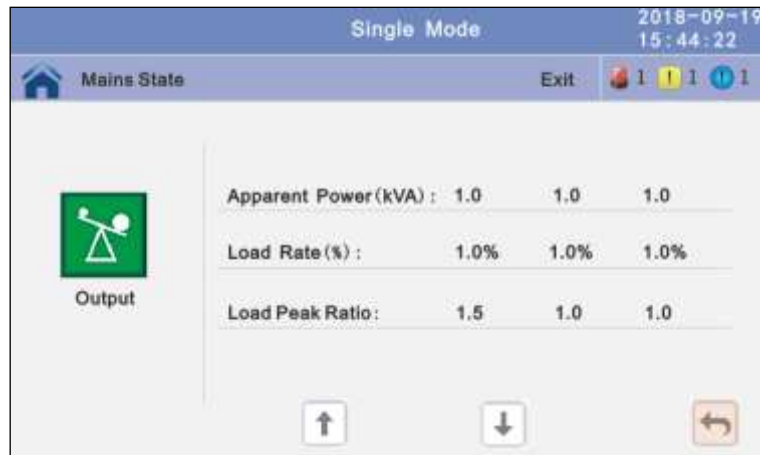 Single Mode
2018-09-19
15:44:22
Mains State Exit 1 ! 1 ! 1
Apparent Power(kVA): 1.0 1.0 1.0
Load Rate(%): 1.0% 1.0% 1.0%
Output
Load Peak Ratio: 1.5 1.0 1.0